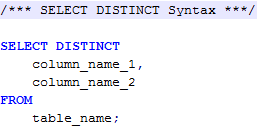 /*** SELECT DISTINCT Syntax ***/
SELECT DISTINCT
column_name_1,
column_name_2
FROM
table_name;